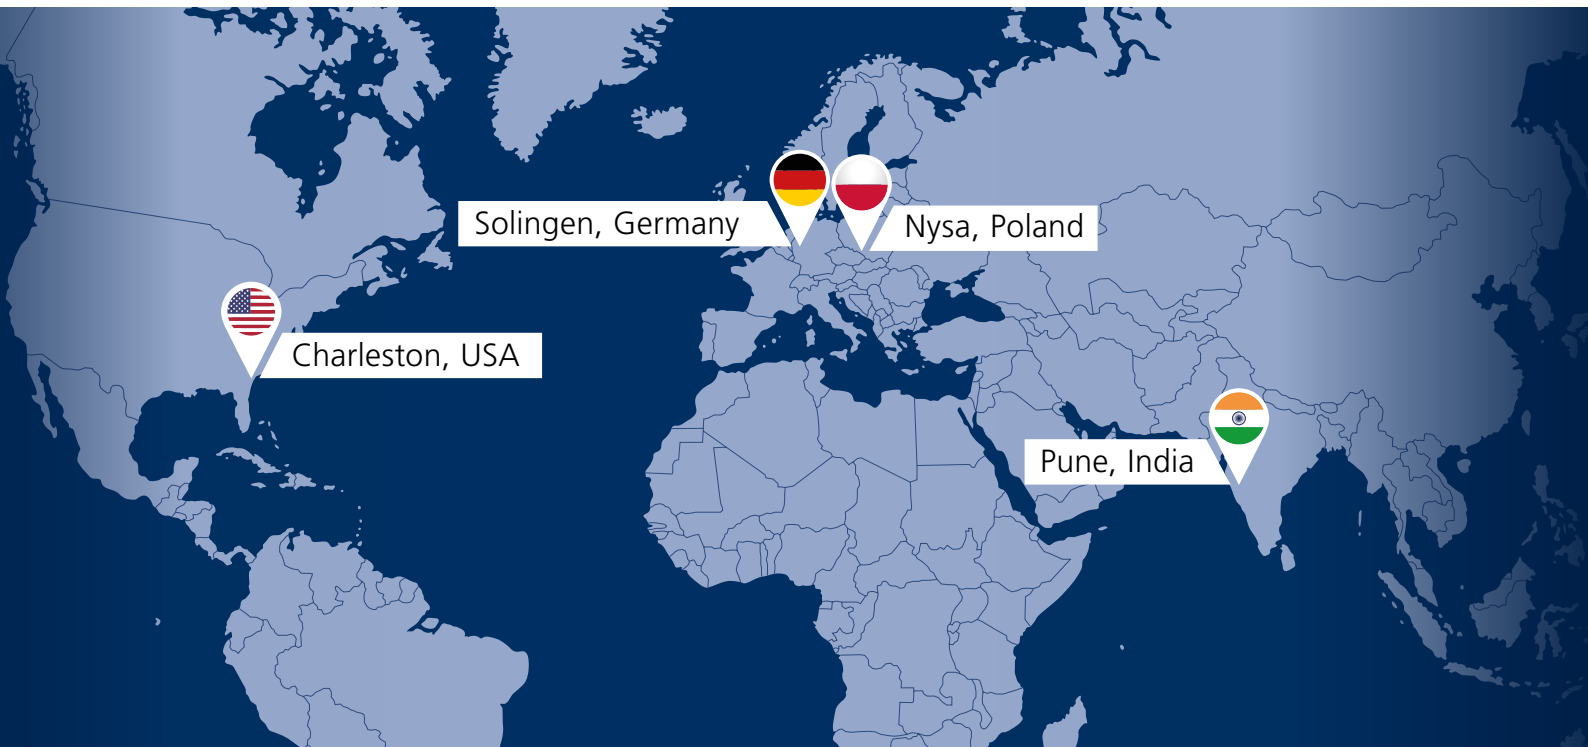 Solingen, Germany
Nysa, Poland
Charleston, USA
Pune, India